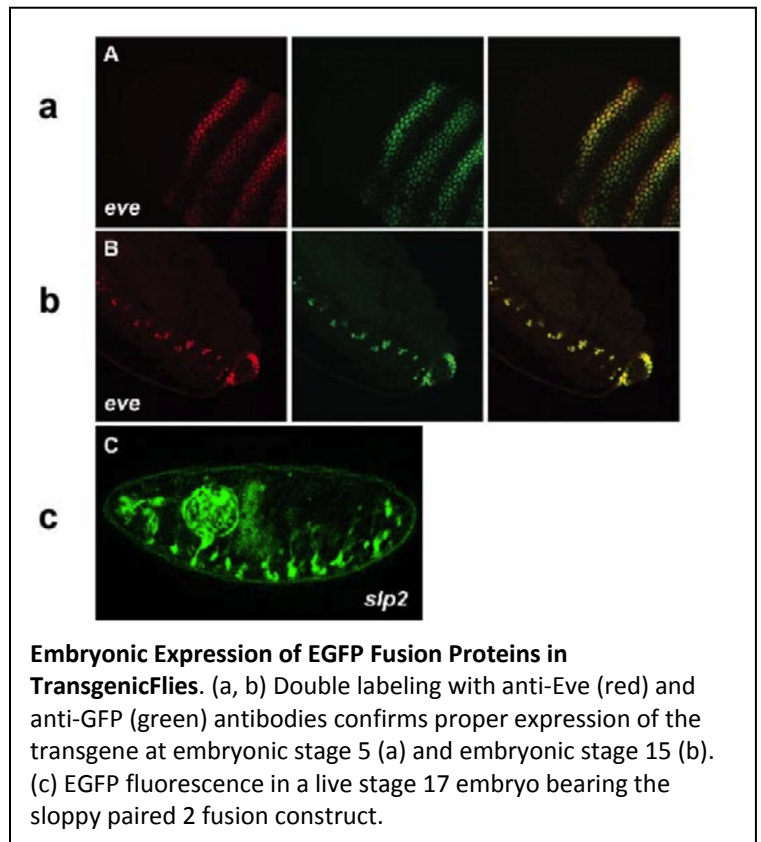 a
A
eve
b
B
eve
c
C
slp2
Embryonic Expression of EGFP Fusion Proteins in
TransgenicFlies. (a, b) Double labeling with anti-Eve (red) and
anti-GFP (green) antibodies confirms proper expression of the
transgene at embryonic stage 5 (a) and embryonic stage 15 (b).
(c) EGFP fluorescence in a live stage 17 embryo bearing the
sloppy paired 2 fusion construct.